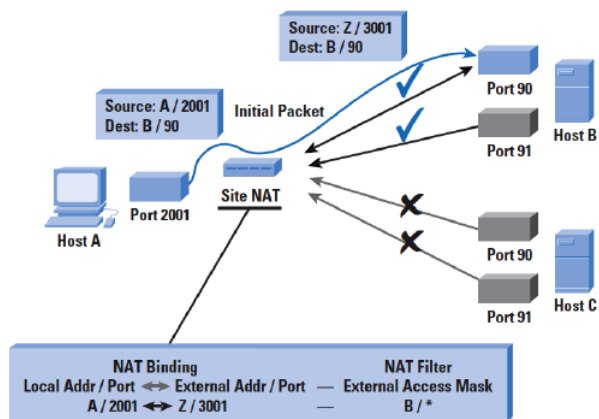 Source: Z / 3001
Dest: B / 90
Source: A / 2001
Dest: B / 90
Initial Packet
Port 90
Host B
Port 91
Site NAT
Port 2001
Host A
Port 90
Host C
Port 91
NAT Binding NAT Filter
Local Addr / Port External Addr / Port — External Access Mask
A / 2001 Z / 3001 — B / *